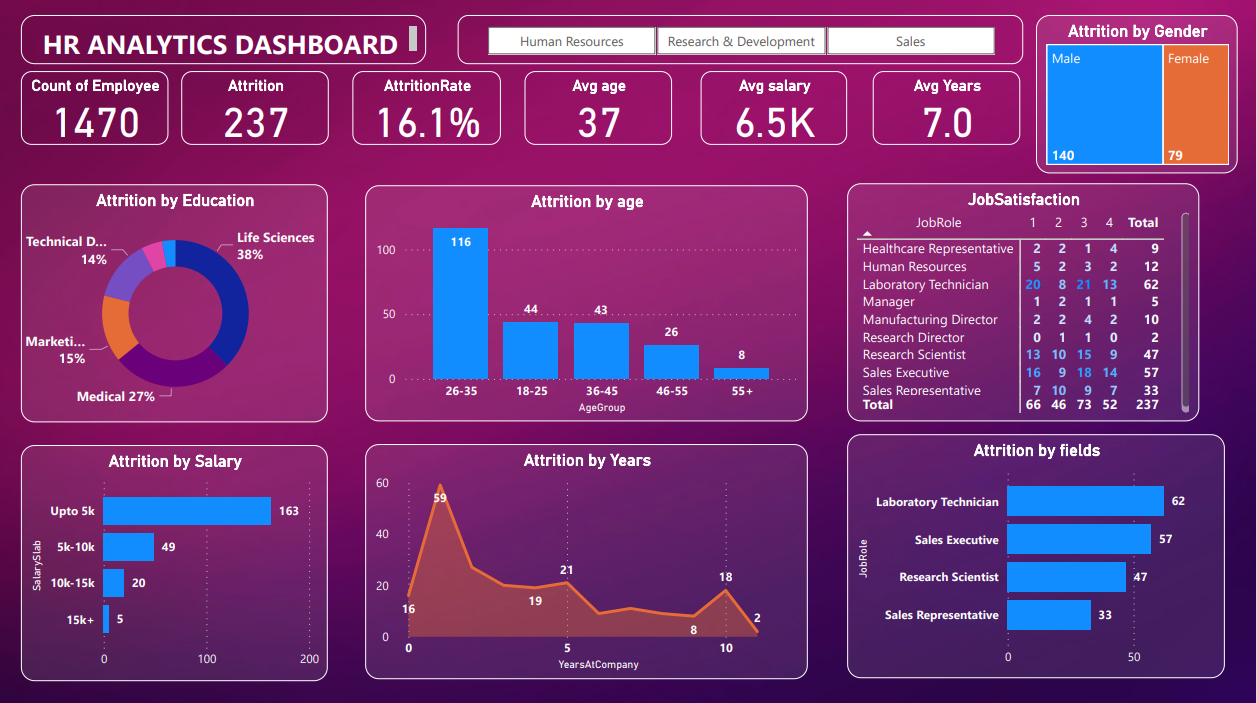 HR ANALYTICS DASHBOARD
Human Resources
Research & Development
Sales
Attrition by Gender
Male
Female
140
79
Count of Employee
1470
Attrition
237
AttritionRate
16.1%
Avg age
37
Avg salary
6.5K
Avg Years
7.0
Attrition by Education
Technical D...
14%
Life Sciences
38%
Marketi...
15%
Medical 27%
Attrition by age
100
50
0
116
44
43
26
8
26-35
18-25
36-45
46-55
55+
AgeGroup
JobSatisfaction
JobRole 1 2 3 4 Total
Healthcare Representative 2 2 1 4 9
Human Resources 5 2 3 2 12
Laboratory Technician 20 8 21 13 62
Manager 1 2 1 1 5
Manufacturing Director 2 2 4 2 10
Research Director 0 1 1 0 2
Research Scientist 13 10 15 9 47
Sales Executive 16 9 18 14 57
Sales Representative 7 10 9 7 33
Total 66 46 73 52 237
Attrition by Salary
SalarySlab
Upto 5k 163
5k-10k 49
10k-15k 20
15k+ 5
0 100 200
Attrition by Years
60
40
20
0
16
59
19
21
8
18
2
0 5 10
YearsAtCompany
Attrition by fields
JobRole
Laboratory Technician 62
Sales Executive 57
Research Scientist 47
Sales Representative 33
0 50